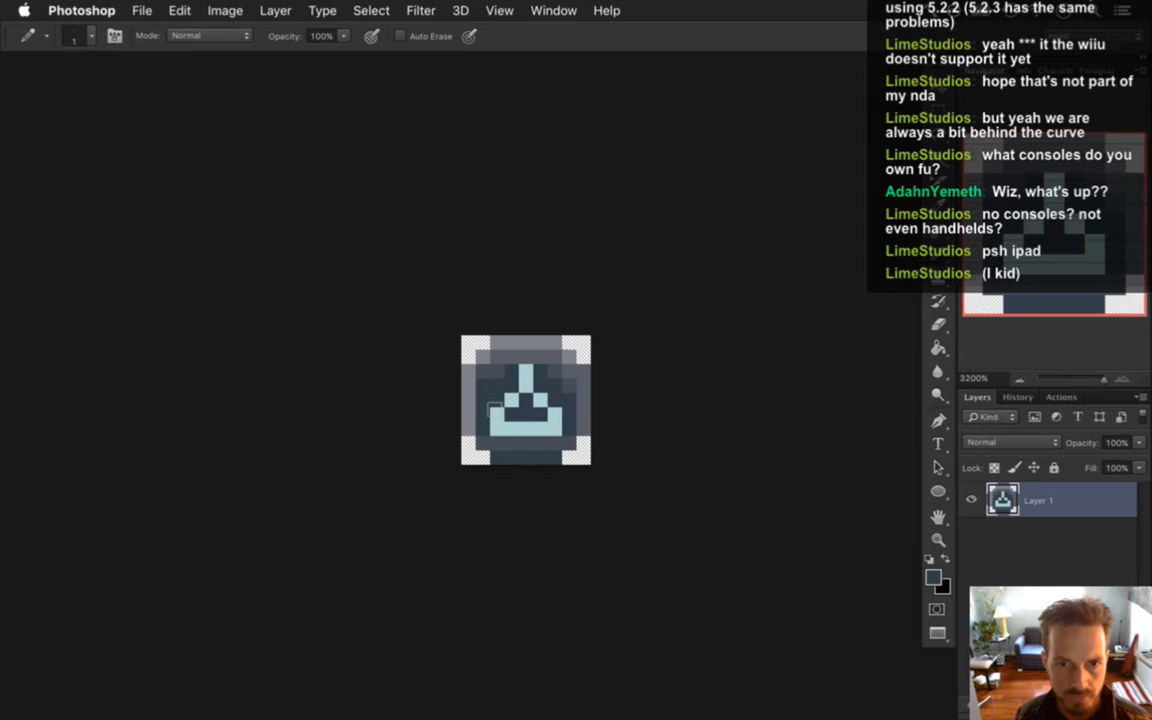 Photoshop File Edit Image Layer Type Select Filter 3D View Window Help
1 Mode: Normal Opacity: 100% Auto Erase
using 5.2.2 (5.2.3 has the same
problems)
LimeStudios yeah *** it the wiiu
doesn't support it yet
LimeStudios hope that's not part of
my nda
LimeStudios but yeah we are
always a bit behind the curve
LimeStudios what consoles do you
own fu?
AdahnYemeth: Wiz, what's up??
LimeStudios no consoles? not
even handhelds?
LimeStudios psh ipad
LimeStudios (I kid)
3200%
Layers History Actions
Kind
Normal Opacity: 100%
Lock: Fill: 100%
Layer 1